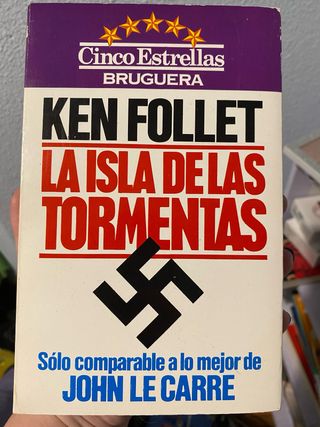 Cinco Estrellas
BRUGUERA
KEN FOLLET
LA ISLA DE LAS
TORMENTAS
Sólo comparable a lo mejor de
JOHN LE CARRE